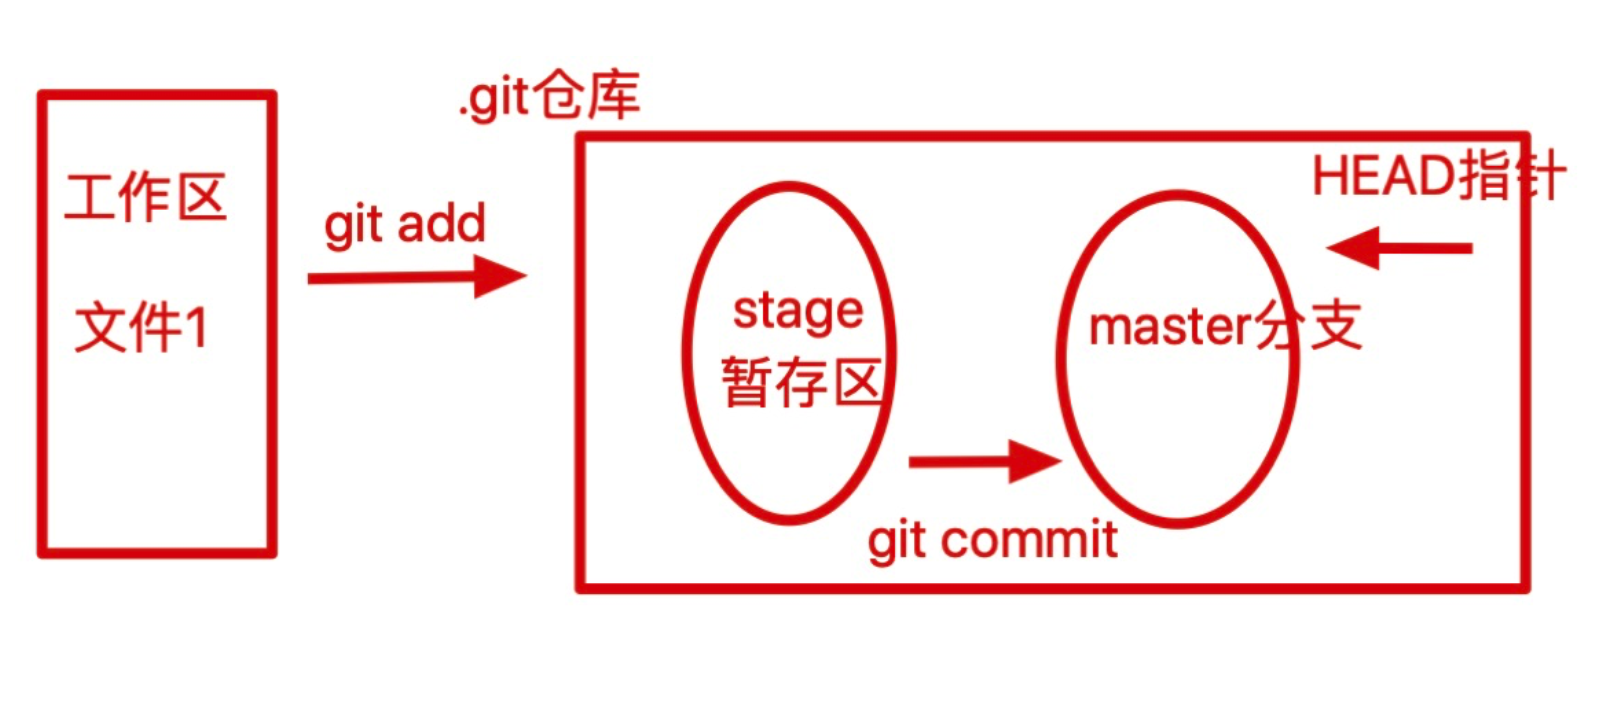 工作区
文件1
git add
.git仓库
stage
暂存区
git commit
master分支
HEAD指针